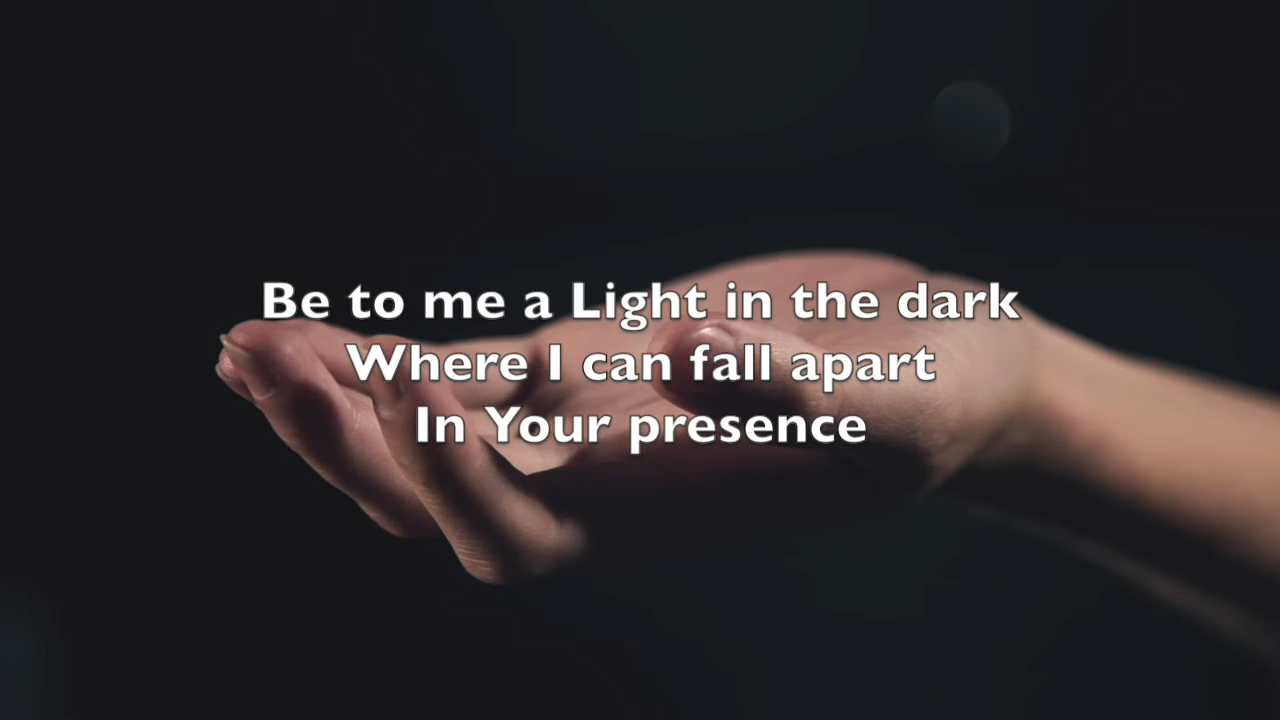 Be to me a Light in the dark
Where I can fall apart
In Your presence